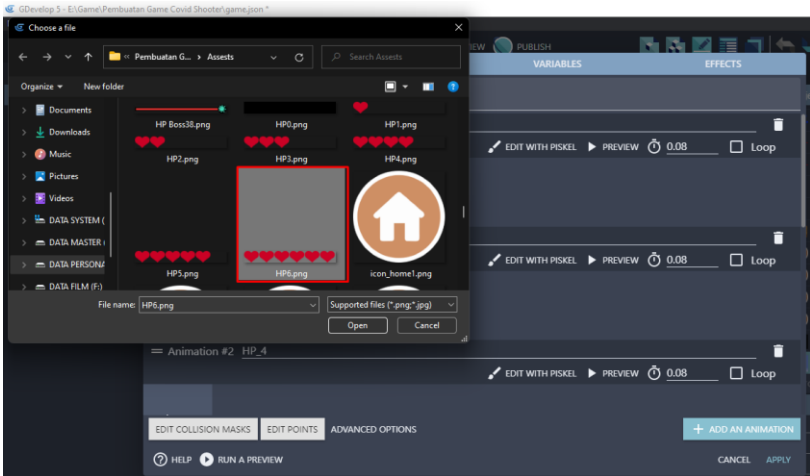 GDevelop 5 - E:\Game\Pembuatan Game Covid Shooter\game.json *
Choose a file
Pembuatan G... > Assests
Search Assests
Organize
New folder
Documents
Downloads
Music
Pictures
Videos
DATA SYSTEM (
DATA MASTER (
DATA PERSONA
DATA FILM (F:)
HP Boss38.png
HP0.png
HP1.png
HP2.png
HP3.png
HP4.png
HP5.png
HP6.png
icon_home1.png
File name: HP6.png
Supported files (*.png;*.jpg)
Open
Cancel
EW
PUBLISH
VARIABLES
EFFECTS
EDIT WITH PISKEL PREVIEW 0.08 Loop
EDIT WITH PISKEL PREVIEW 0.08 Loop
Animation #2 HP_4
EDIT WITH PISKEL PREVIEW 0.08 Loop
EDIT COLLISION MASKS EDIT POINTS ADVANCED OPTIONS + ADD AN ANIMATION
HELP RUN A PREVIEW CANCEL APPLY